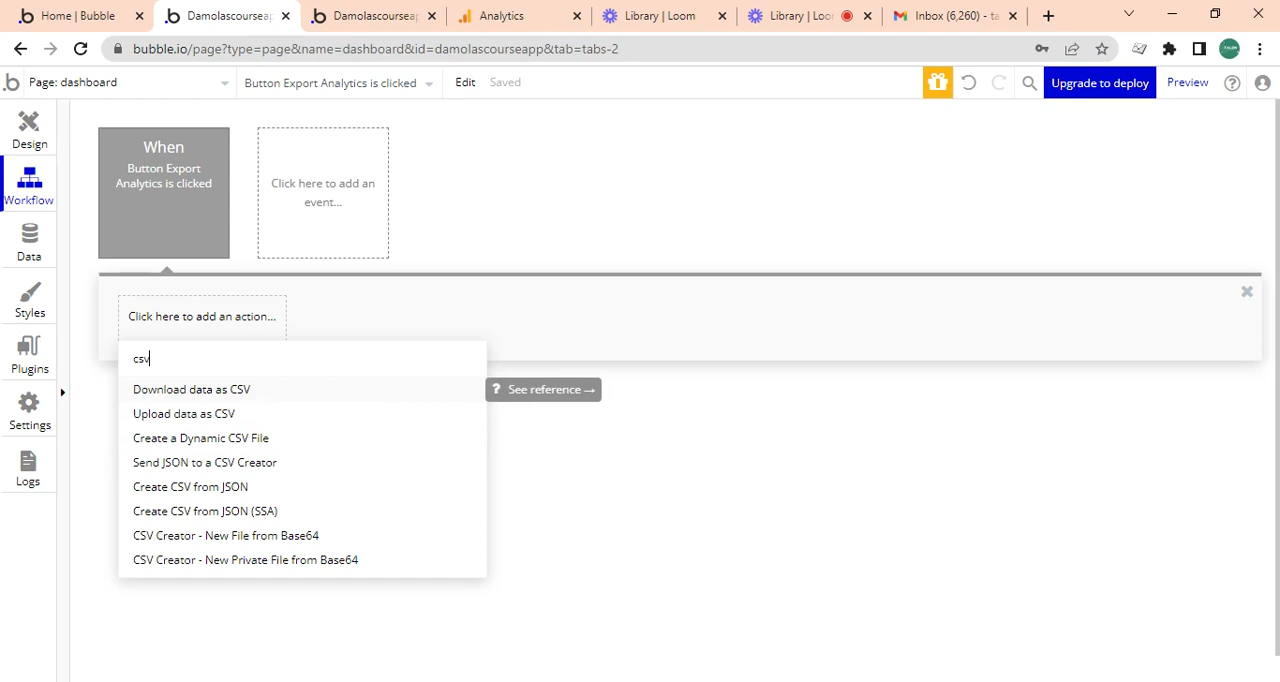 Home | Bubble
Damolascourseap
Damolascourseap
Analytics
Library | Loom
Library | Loo
Inbox (6,260) - ta
bubble.io/page?type=page&name=dashboard&id=damolascourseapp&tab=tabs-2
Page: dashboard
Button Export Analytics is clicked
Edit
Saved
Upgrade to deploy
Preview
Design
Workflow
Data
Styles
Plugins
Settings
Logs
When
Button Export
Analytics is clicked
Click here to add an
event...
Click here to add an action...
csv
Download data as CSV
? See reference →
Upload data as CSV
Create a Dynamic CSV File
Send JSON to a CSV Creator
Create CSV from JSON
Create CSV from JSON (SSA)
CSV Creator - New File from Base64
CSV Creator - New Private File from Base64